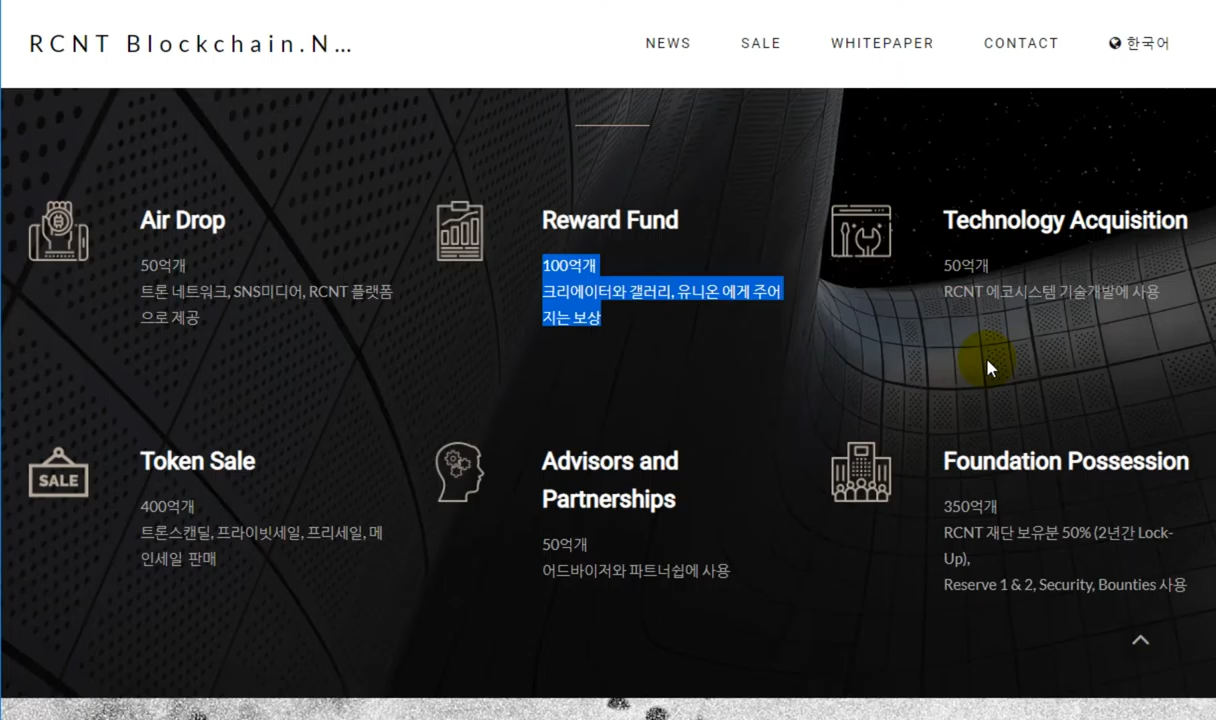 RCNT Blockchain.N...
NEWS
SALE
WHITEPAPER
CONTACT
한국어
Air Drop
50억개
트론 네트워크, SNS미디어, RCNT 플랫폼
으로 제공
Reward Fund
100억개
크리에이터와 갤러리, 유니온 에게 주어
지는 보상
Technology Acquisition
50억개
RCNT 에코시스템 기술개발에 사용
SALE
Token Sale
400억개
트론스캔딜, 프라이빗세일, 프리세일, 메
인세일 판매
Advisors and
Partnerships
50억개
어드바이저와 파트너쉽에 사용
Foundation Possession
350억개
RCNT 재단 보유분 50% (2년간 Lock-
Up),
Reserve 1 & 2, Security, Bounties 사용